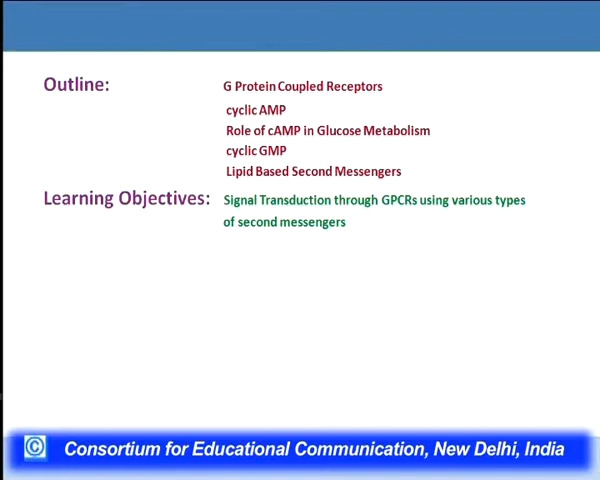 Outline: G Protein Coupled Receptors
cyclic AMP
Role of cAMP in Glucose Metabolism
cyclic GMP
Lipid Based Second Messengers
Learning Objectives: Signal Transduction through GPCRs using various types
of second messengers
© Consortium for Educational Communication, New Delhi, India